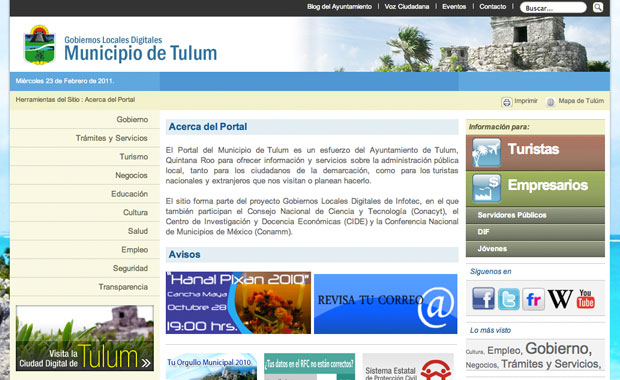 Blog del Ayuntamiento | Voz Ciudadana | Eventos | Contacto | Buscar...
Gobiernos Locales Digitales
Municipio de Tulum
Miércoles 23 de Febrero de 2011.
Herramientas del Sitio : Acerca del Portal
Imprimir
Mapa de Tulúm
Gobierno
Trámites y Servicios
Turismo
Negocios
Educación
Cultura
Salud
Empleo
Seguridad
Transparencia
Visita la
Ciudad Digital de Tulum >>
Acerca del Portal
El Portal del Municipio de Tulum es un esfuerzo del Ayuntamiento de Tulum,
Quintana Roo para ofrecer información y servicios sobre la administración pública
local, tanto para los ciudadanos de la demarcación, como para los turistas
nacionales y extranjeros que nos visitan o planean hacerlo.
El sitio forma parte del proyecto Gobiernos Locales Digitales de Infotec, en el que
también participan el Consejo Nacional de Ciencia y Tecnología (Conacyt), el
Centro de Investigación y Docencia Económicas (CIDE) y la Conferencia Nacional
de Municipios de México (Conamm).
Avisos
"Hanal Pixan 2010"
Cancha Maya
Octubre 28
19:00 hrs.
REVISA TU CORREO @
Tu Orgullo Municipal 2010
¿Tus datos en el RFC no están correctos?
Sistema Estatal
de Protección Civil
Información para:
Turistas
Empresarios
Servidores Públicos
DIF
Jóvenes
Síguenos en
f t fr W You Tube
Lo más visto
Cultura, Empleo, Gobierno,
Negocios, Trámites y Servicios,